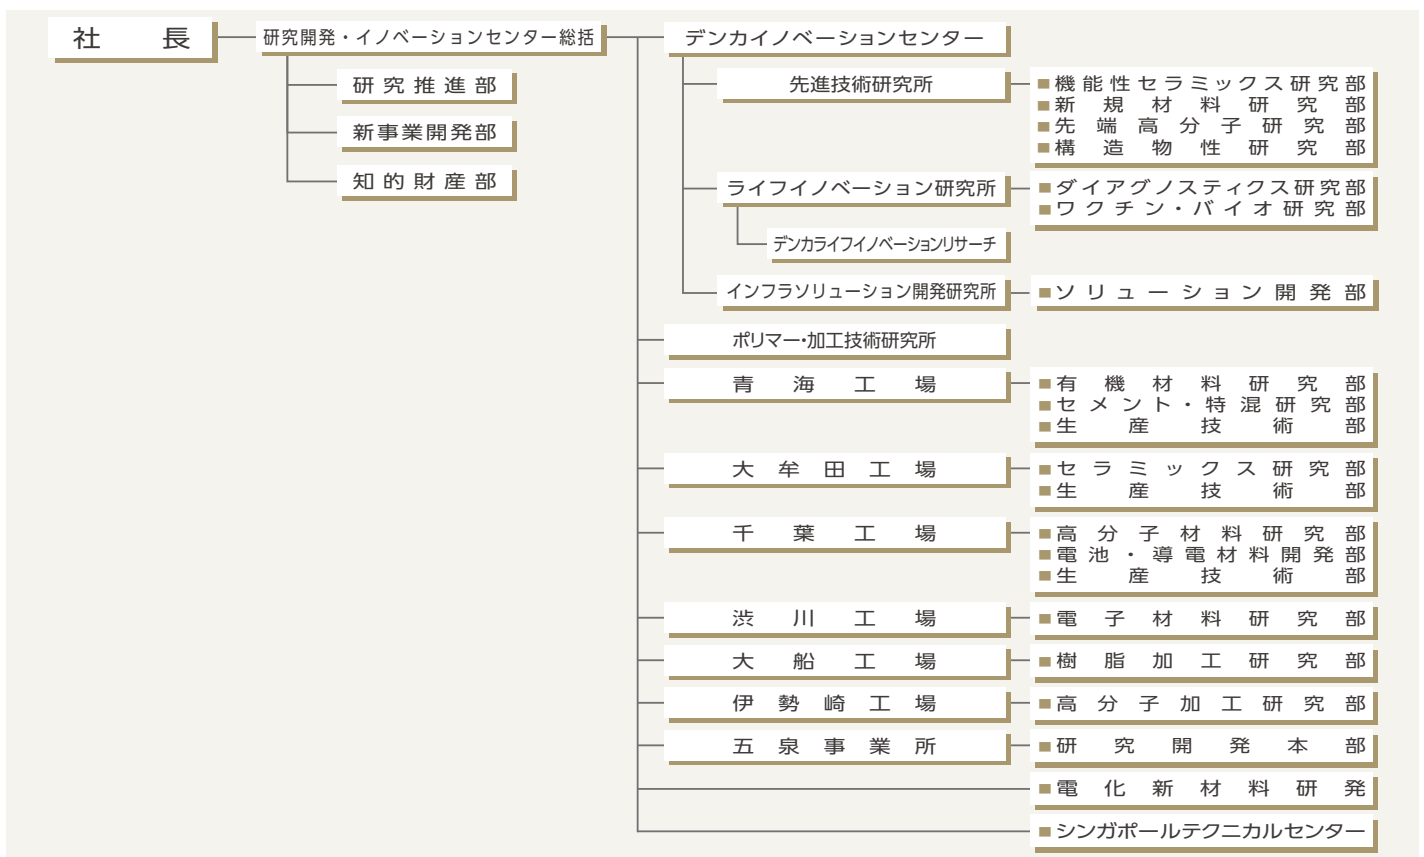 社長
研究開発・イノベーションセンター総括
研究推進部
新事業開発部
知的財産部
デンカイノベーションセンター
先進技術研究所
■機能性セラミックス研究部
■新規材料研究部
■先端高分子研究部
■構造物性研究部
ライフイノベーション研究所
■ダイアグノスティクス研究部
■ワクチン・バイオ研究部
デンカライフイノベーションリサーチ
インフラソリューション開発研究所
■ソリューション開発部
ポリマー・加工技術研究所
青海工場
■有機材料研究部
■セメント・特混研究部
■生産技術部
大牟田工場
■セラミックス研究部
■生産技術部
千葉工場
■高分子材料研究部
■電池・導電材料開発部
■生産技術部
渋川工場
■電子材料研究部
大船工場
■樹脂加工研究部
伊勢崎工場
■高分子加工研究部
五泉事業所
■研究開発本部
■電化新材料研発
■シンガポールテクニカルセンター